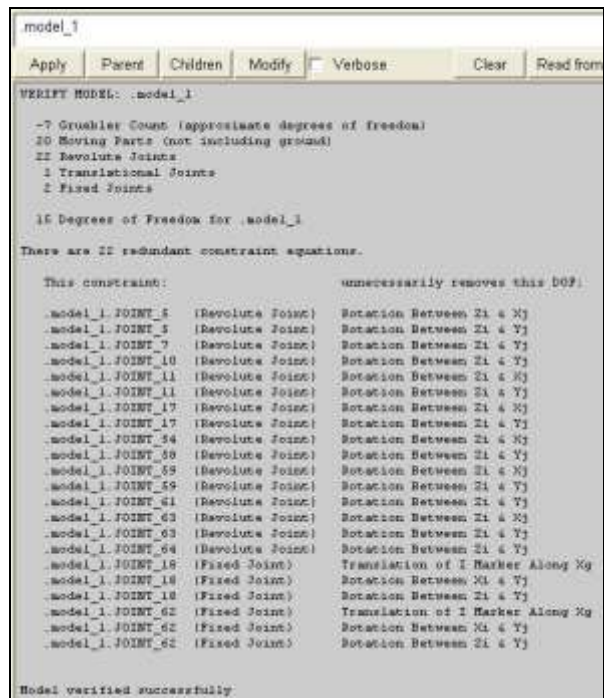 .model_1
Apply Parent Children Modify Verbose Clear Read from
VERIFY MODEL: .model_1
-7 Gruebler Count (approximate degrees of freedom)
20 Moving Parts (not including ground)
22 Revolute Joints
1 Translational Joints
2 Fixed Joints
15 Degrees of Freedom for .model_1
There are 22 redundant constraint equations.
This constraint: unnecessarily removes this DOF:
.model_1.JOINT_5 (Revolute Joint) Rotation Between Zi & Xj
.model_1.JOINT_5 (Revolute Joint) Rotation Between Zi & Yj
.model_1.JOINT_7 (Revolute Joint) Rotation Between Zi & Yj
.model_1.JOINT_10 (Revolute Joint) Rotation Between Zi & Yj
.model_1.JOINT_11 (Revolute Joint) Rotation Between Zi & Xj
.model_1.JOINT_11 (Revolute Joint) Rotation Between Zi & Yj
.model_1.JOINT_17 (Revolute Joint) Rotation Between Zi & Xj
.model_1.JOINT_17 (Revolute Joint) Rotation Between Zi & Yj
.model_1.JOINT_54 (Revolute Joint) Rotation Between Zi & Xj
.model_1.JOINT_58 (Revolute Joint) Rotation Between Zi & Yj
.model_1.JOINT_59 (Revolute Joint) Rotation Between Zi & Xj
.model_1.JOINT_59 (Revolute Joint) Rotation Between Zi & Yj
.model_1.JOINT_61 (Revolute Joint) Rotation Between Zi & Yj
.model_1.JOINT_63 (Revolute Joint) Rotation Between Zi & Xj
.model_1.JOINT_63 (Revolute Joint) Rotation Between Zi & Yj
.model_1.JOINT_64 (Revolute Joint) Rotation Between Zi & Yj
.model_1.JOINT_18 (Fixed Joint) Translation of I Marker Along Xg
.model_1.JOINT_18 (Fixed Joint) Rotation Between Xi & Yj
.model_1.JOINT_18 (Fixed Joint) Rotation Between Zi & Yj
.model_1.JOINT_62 (Fixed Joint) Translation of I Marker Along Xg
.model_1.JOINT_62 (Fixed Joint) Rotation Between Xi & Yj
.model_1.JOINT_62 (Fixed Joint) Rotation Between Zi & Yj
Model verified successfully